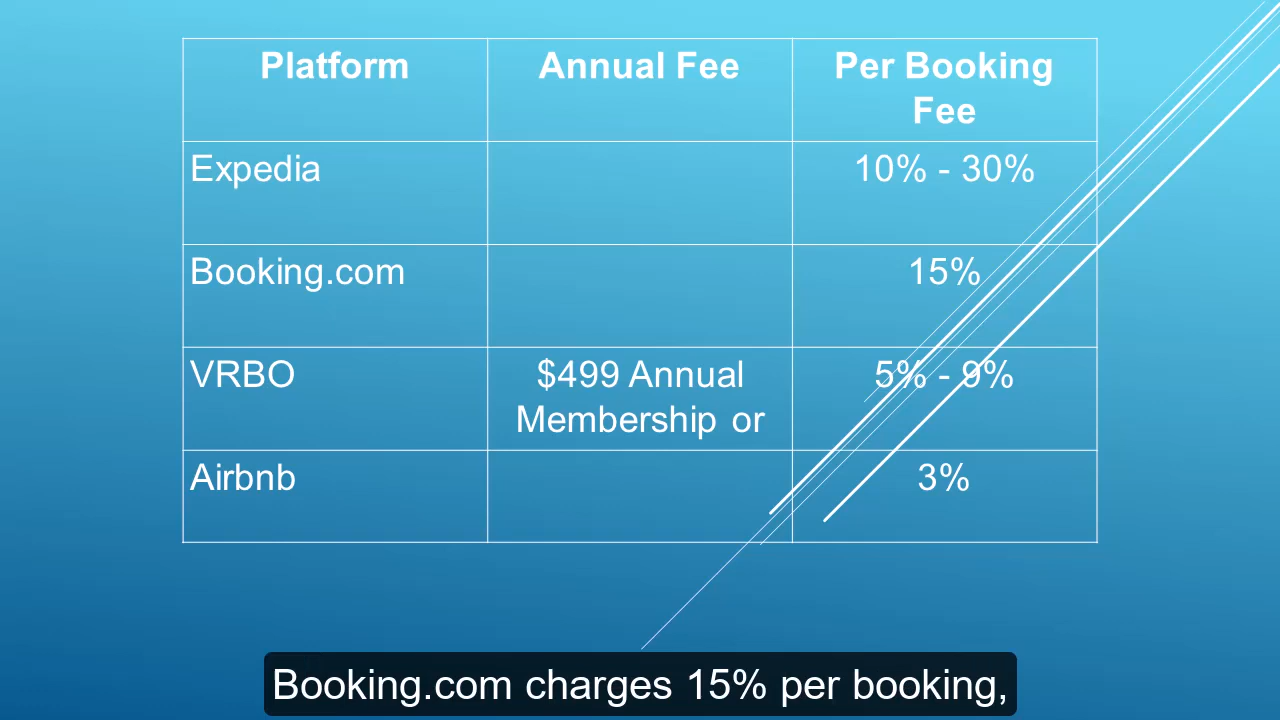 Platform
Annual Fee
Per Booking
Fee
Expedia
10% - 30%
Booking.com
15%
VRBO
$499 Annual
Membership or
5% - 9%
Airbnb
3%
Booking.com charges 15% per booking,